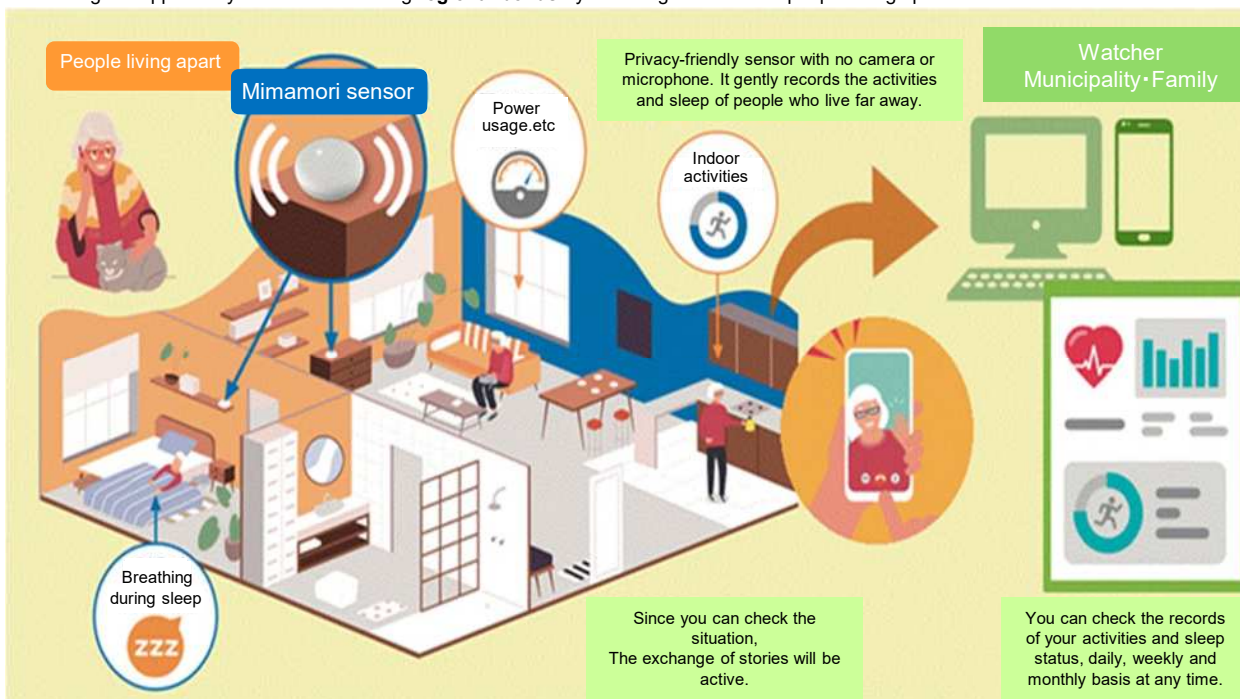 People living apart
Mimamori sensor
Power
usage.etc
Privacy-friendly sensor with no camera or
microphone. It gently records the activities
and sleep of people who live far away.
Watcher
Municipality・Family
Indoor
activities
Breathing
during sleep
zzz
Since you can check the
situation,
The exchange of stories will be
active.
You can check the records
of your activities and sleep
status, daily, weekly and
monthly basis at any time.